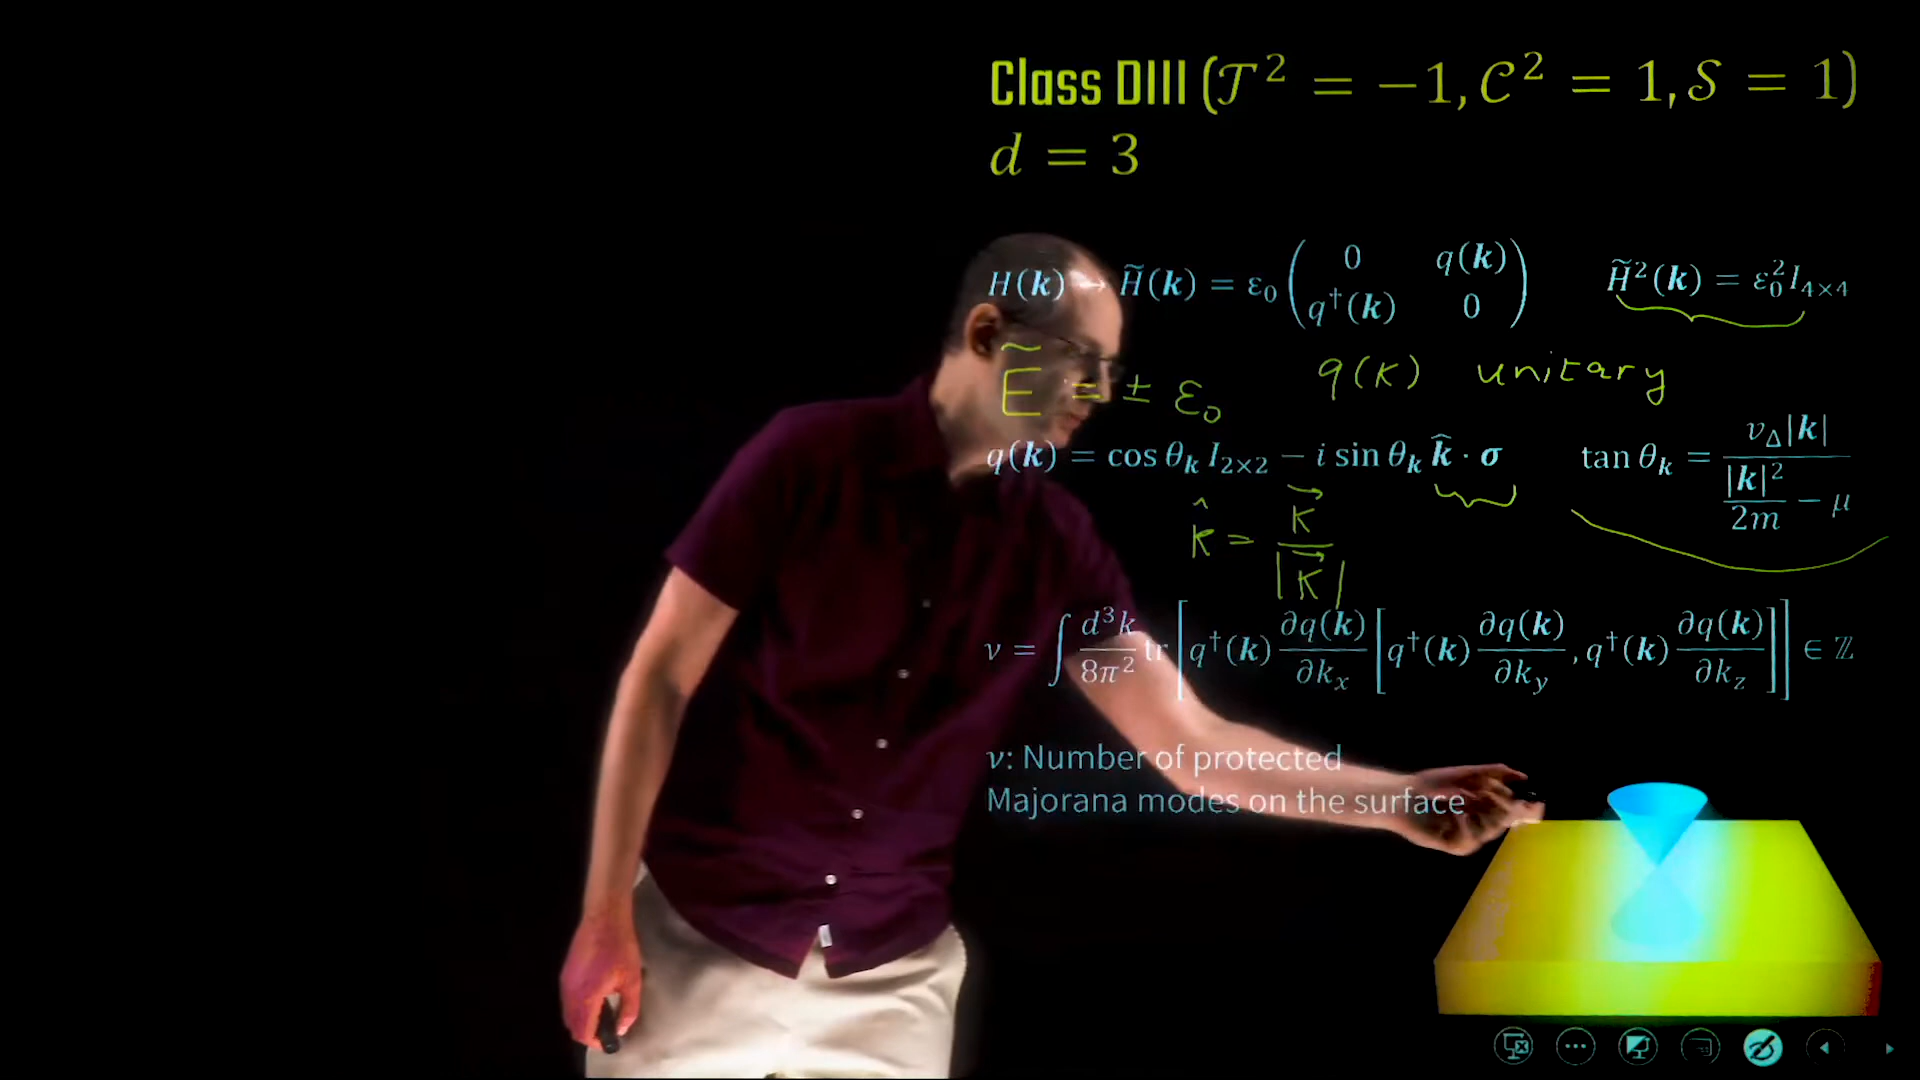 Class DIII (𝒯² = −1, 𝒞² = 1, 𝒮 = 1)
d = 3
H(k) → H̃(k) = ε₀ ( 0 q(k) ; q†(k) 0 ) H̃²(k) = ε₀² I₄ₓ₄
Ẽ = ± ε₀ q(k) unitary
q(k) = cos θₖ I₂ₓ₂ − i sin θₖ k̂ · σ tan θₖ = v_Δ|k| / (|k|²/2m − μ)
k̂ = k⃗ / |k⃗|
ν = ∫ d³k/8π² tr [ q†(k) ∂q(k)/∂kₓ [ q†(k) ∂q(k)/∂k_y , q†(k) ∂q(k)/∂k_z ] ] ∈ ℤ
ν: Number of protected
Majorana modes on the surface